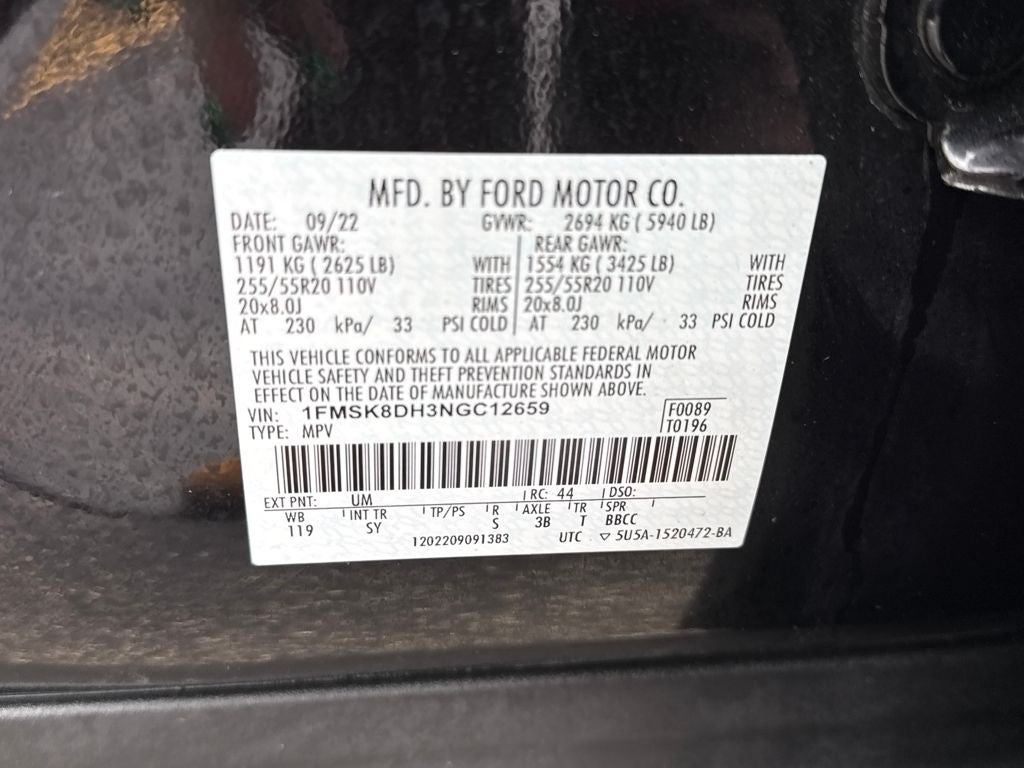 MFD. BY FORD MOTOR CO.
DATE: 09/22 GVWR: 2694 KG ( 5940 LB)
FRONT GAWR: REAR GAWR:
1191 KG ( 2625 LB) WITH 1554 KG ( 3425 LB) WITH
255/55R20 110V TIRES 255/55R20 110V TIRES
20x8.0J RIMS 20x8.0J RIMS
AT 230 kPa/ 33 PSI COLD AT 230 kPa/ 33 PSI COLD
THIS VEHICLE CONFORMS TO ALL APPLICABLE FEDERAL MOTOR
VEHICLE SAFETY AND THEFT PREVENTION STANDARDS IN
EFFECT ON THE DATE OF MANUFACTURE SHOWN ABOVE.
VIN: 1FMSK8DH3NGC12659 F0089
TYPE: MPV T0196
EXT PNT: UM RC: 44 DSO:
WB INT TR TP/PS R AXLE TR SPR
119 SY S 3B T BBCC
1202209091383 UTC ▽ 5U5A-1520472-BA